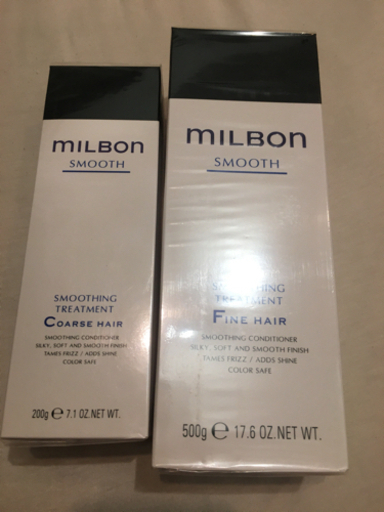 MILBON
SMOOTH
SMOOTHING
TREATMENT
COARSE HAIR
SMOOTHING CONDITIONER
SILKY, SOFT AND SMOOTH FINISH
TAMES FRIZZ / ADDS SHINE
COLOR SAFE
200g e 7.1 OZ.NET WT.
MILBON
SMOOTH
SMOOTHING
TREATMENT
FINE HAIR
SMOOTHING CONDITIONER
SILKY, SOFT AND SMOOTH FINISH
TAMES FRIZZ / ADDS SHINE
COLOR SAFE
500g e 17.6 OZ.NET WT.